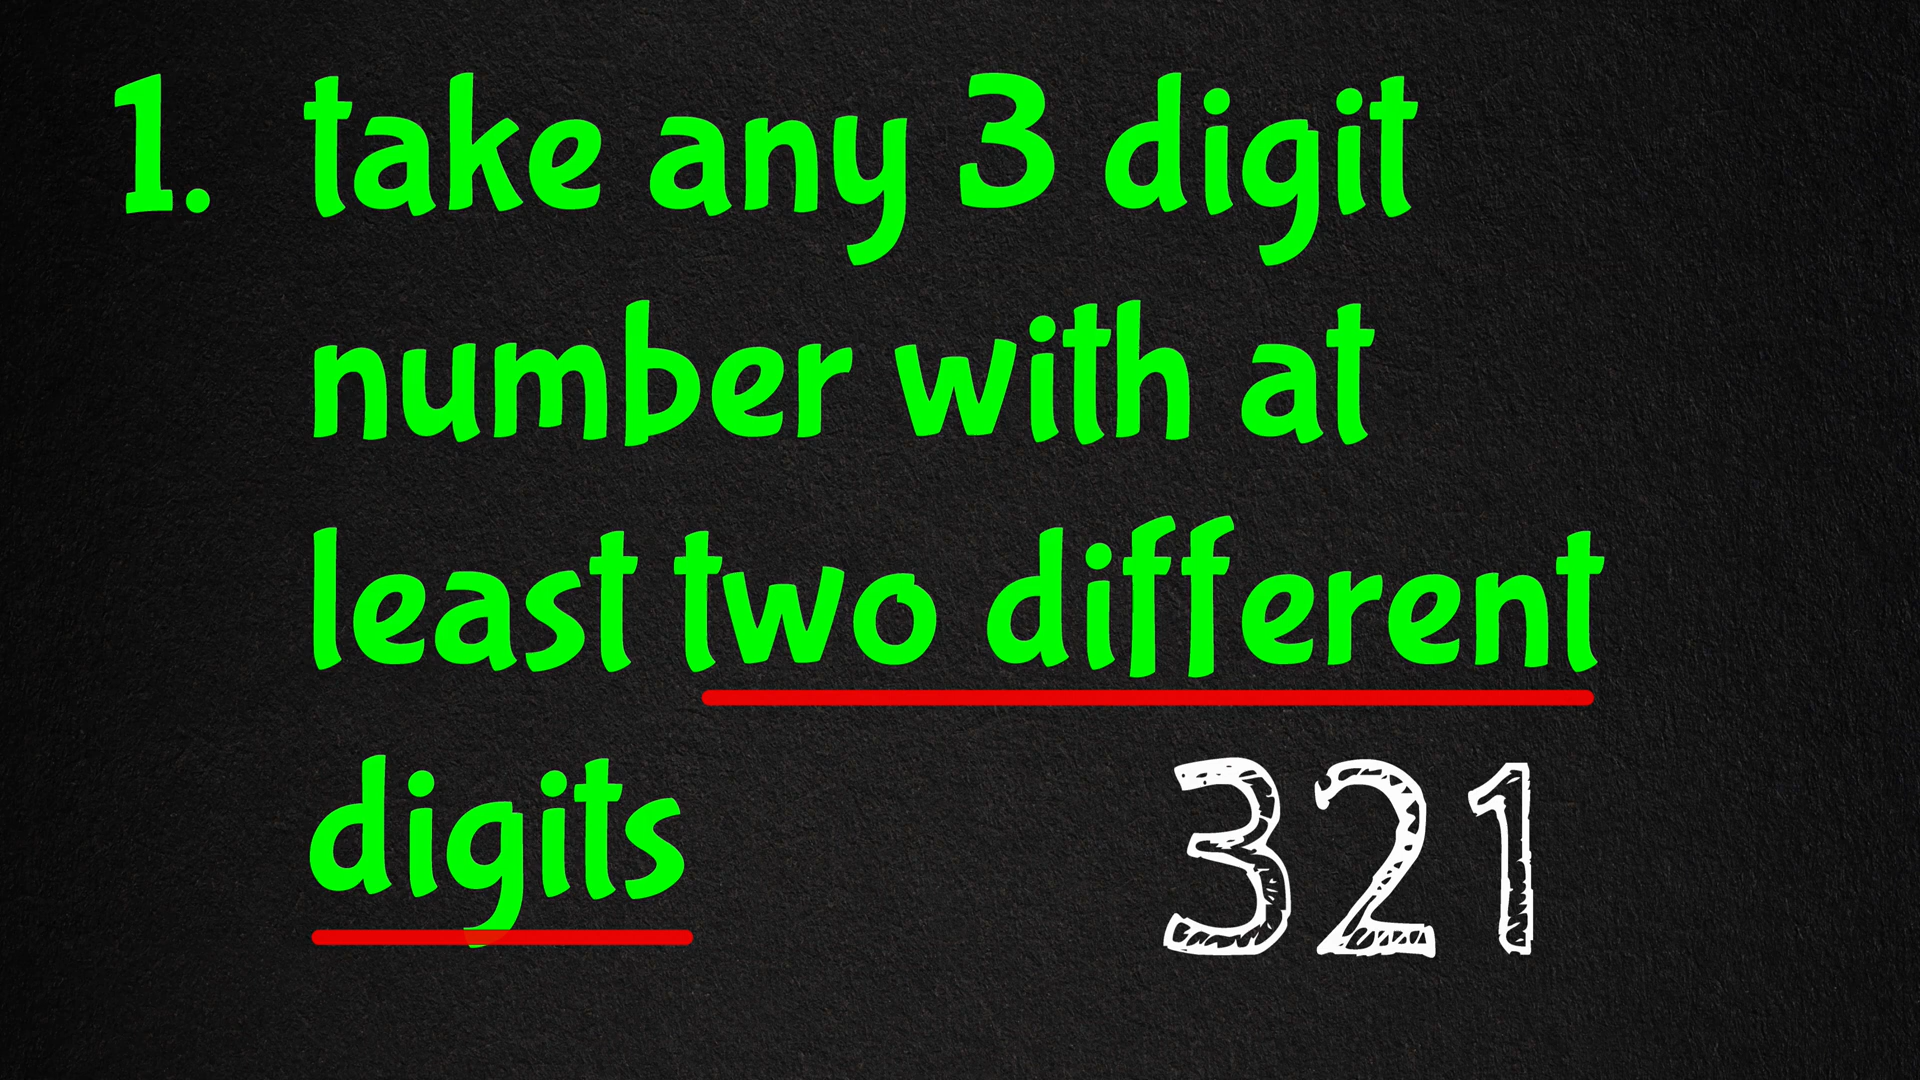 1. take any 3 digit
number with at
least two different
digits
321